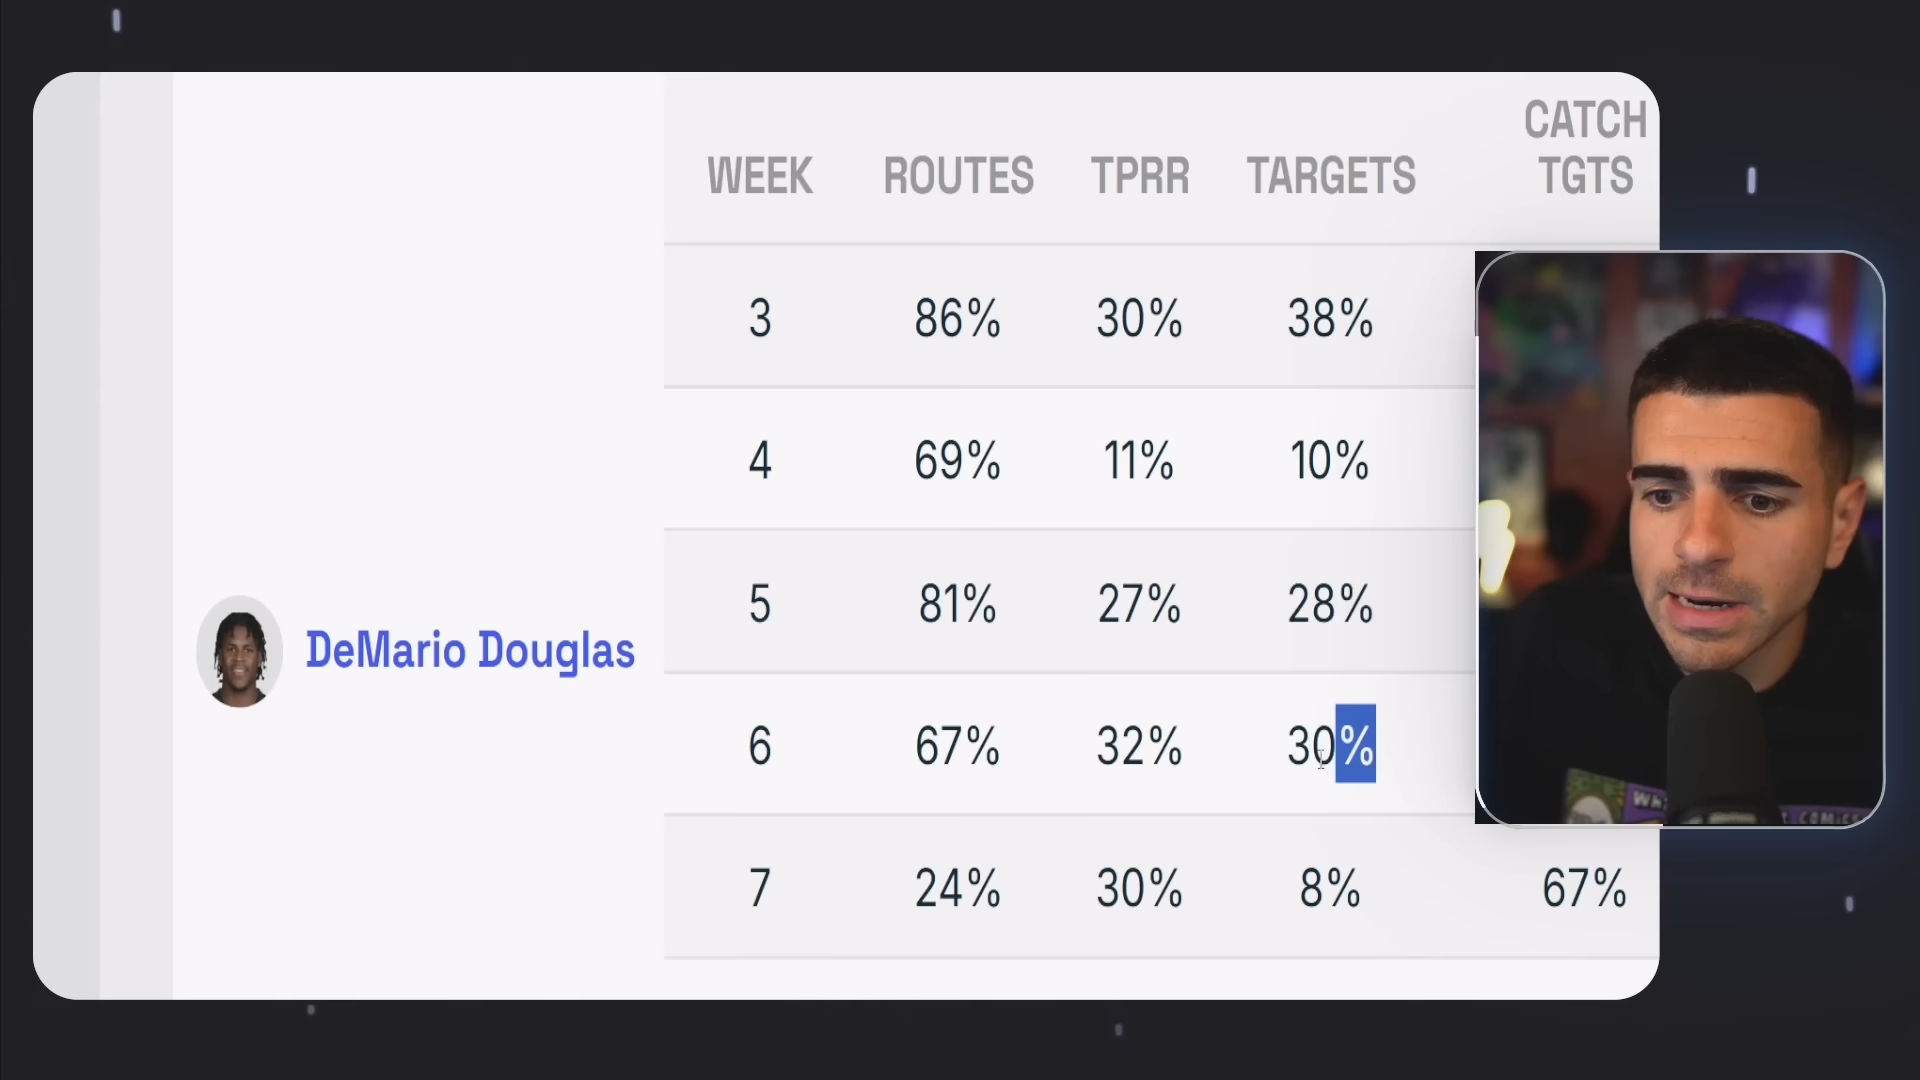 CATCH
WEEK ROUTES TPRR TARGETS TGTS
3 86% 30% 38%
4 69% 11% 10%
5 81% 27% 28%
DeMario Douglas
6 67% 32% 30%
7 24% 30% 8% 67%
COMICS